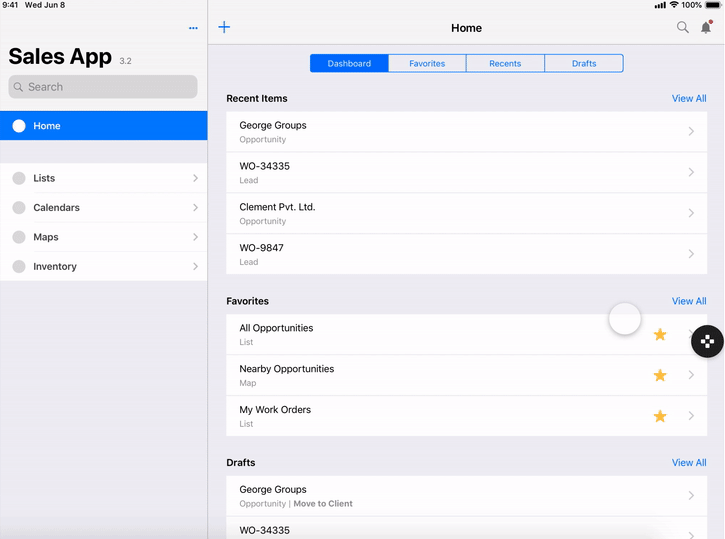 9:41 Wed Jun 8
100%
Sales App 3.2
Search
Home
Lists
Calendars
Maps
Inventory
Home
Dashboard Favorites Recents Drafts
Recent Items View All
George Groups
Opportunity
WO-34335
Lead
Clement Pvt. Ltd.
Opportunity
WO-9847
Lead
Favorites View All
All Opportunities
List
Nearby Opportunities
Map
My Work Orders
List
Drafts View All
George Groups
Opportunity | Move to Client
WO-34335